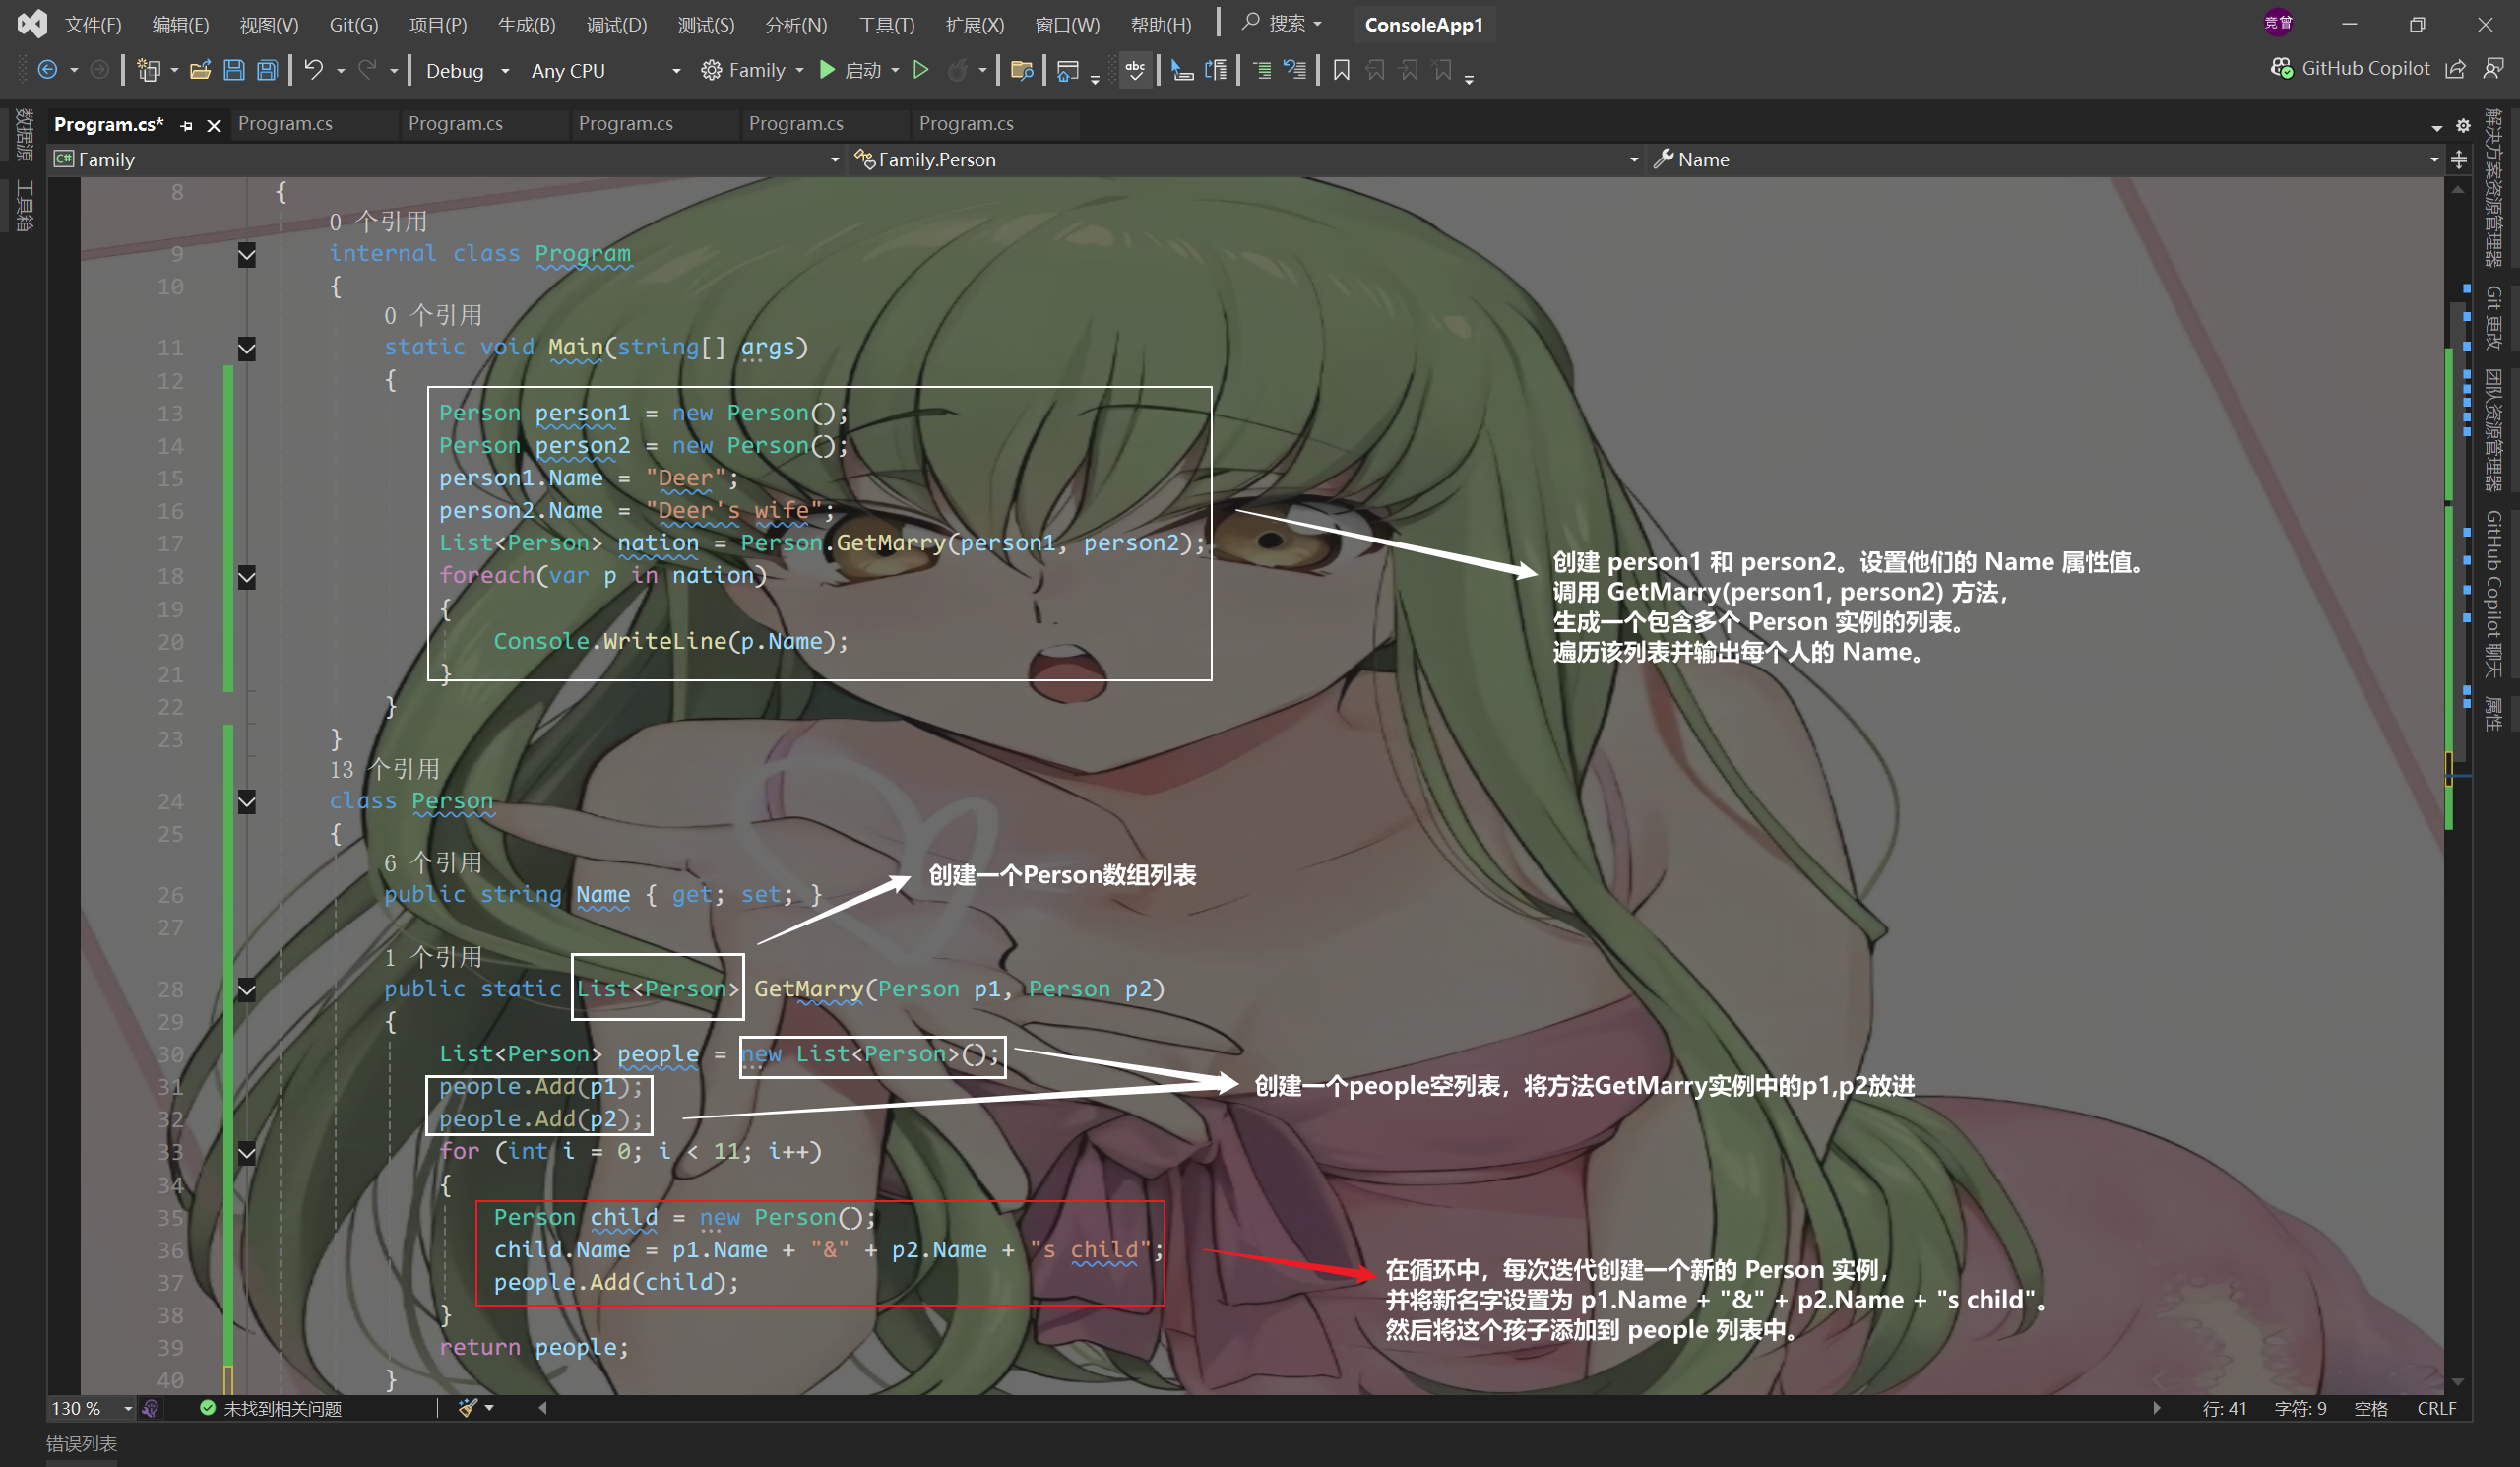 文件(F) 编辑(E) 视图(V) Git(G) 项目(P) 生成(B) 调试(D) 测试(S) 分析(N) 工具(T) 扩展(X) 窗口(W) 帮助(H) 搜索 ConsoleApp1 竞曾
Debug Any CPU Family 启动 abc GitHub Copilot
Program.cs* Program.cs Program.cs Program.cs Program.cs Program.cs
C# Family Family.Person Name
数据源
工具箱
8 {
0 个引用
9 internal class Program
10 {
0 个引用
11 static void Main(string[] args)
12 {
13 Person person1 = new Person();
14 Person person2 = new Person();
15 person1.Name = "Deer";
16 person2.Name = "Deer's wife";
17 List<Person> nation = Person.GetMarry(person1, person2);
18 foreach(var p in nation)
19 {
20 Console.WriteLine(p.Name);
21 }
22 }
23 }
创建 person1 和 person2。设置他们的 Name 属性值。
调用 GetMarry(person1, person2) 方法，
生成一个包含多个 Person 实例的列表。
遍历该列表并输出每个人的 Name。
13 个引用
24 class Person
25 {
6 个引用
26 public string Name { get; set; }
27
创建一个Person数组列表
1 个引用
28 public static List<Person> GetMarry(Person p1, Person p2)
29 {
30 List<Person> people = new List<Person>();
31 people.Add(p1);
32 people.Add(p2);
创建一个people空列表，将方法GetMarry实例中的p1,p2放进
33 for (int i = 0; i < 11; i++)
34 {
35 Person child = new Person();
36 child.Name = p1.Name + "&" + p2.Name + "s child";
37 people.Add(child);
38 }
39 return people;
40 }
在循环中，每次迭代创建一个新的 Person 实例，
并将新名字设置为 p1.Name + "&" + p2.Name + "s child"。
然后将这个孩子添加到 people 列表中。
解决方案资源管理器
Git 更改
团队资源管理器
GitHub Copilot 聊天
属性
130 % 未找到相关问题 行: 41 字符: 9 空格 CRLF
错误列表